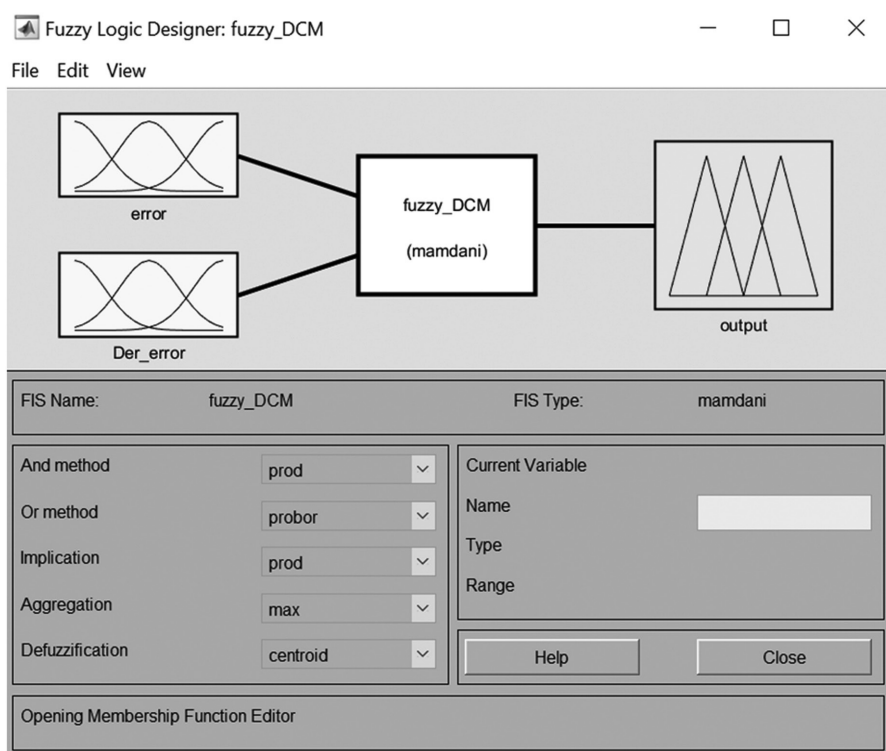 Fuzzy Logic Designer: fuzzy_DCM
File Edit View
error
Der_error
fuzzy_DCM
(mamdani)
output
FIS Name: fuzzy_DCM FIS Type: mamdani
And method prod
Or method probor
Implication prod
Aggregation max
Defuzzification centroid
Current Variable
Name
Type
Range
Help Close
Opening Membership Function Editor